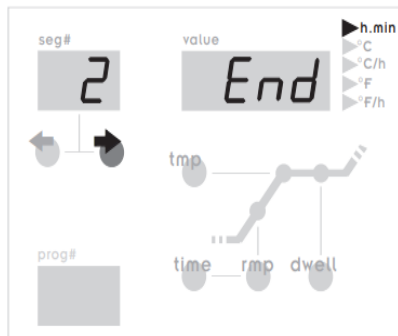 seg# value h.min
°C
2 End °C/h
°F
°F/h
tmp
prog# time rmp dwell